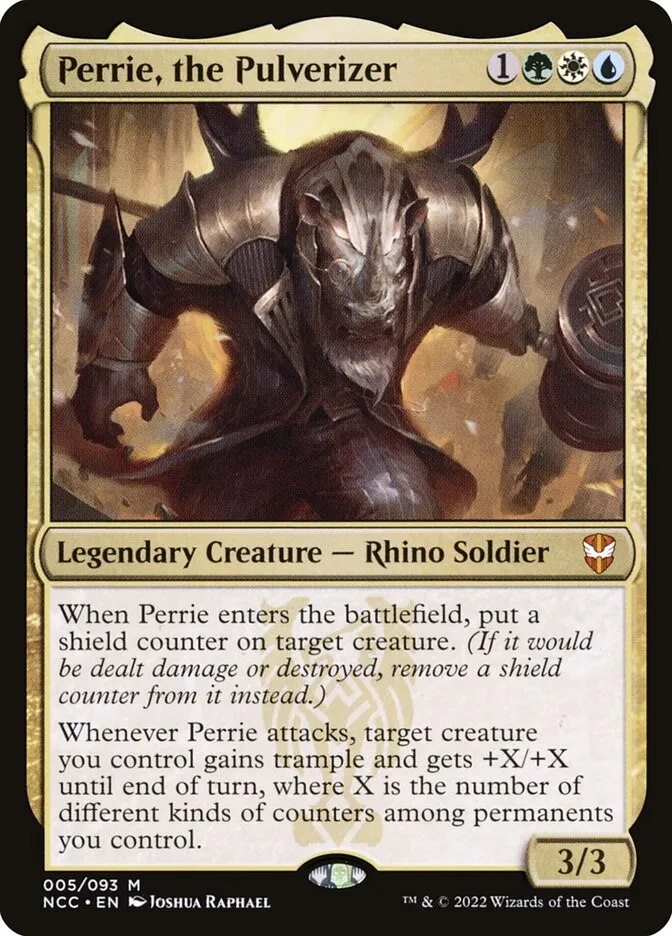 Perrie, the Pulverizer 1
Legendary Creature — Rhino Soldier
When Perrie enters the battlefield, put a
shield counter on target creature. (If it would
be dealt damage or destroyed, remove a shield
counter from it instead.)
Whenever Perrie attacks, target creature
you control gains trample and gets +X/+X
until end of turn, where X is the number of
different kinds of counters among permanents
you control.
3/3
005/093 M
NCC • EN Joshua Raphael
™ & © 2022 Wizards of the Coast